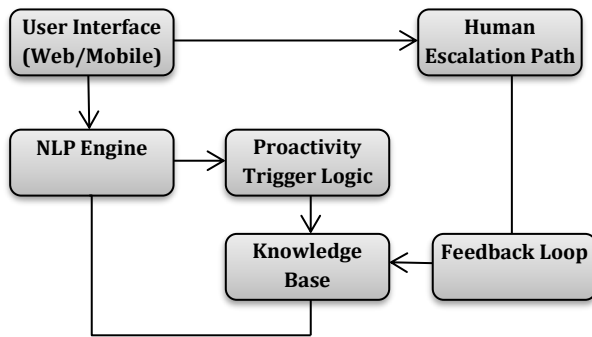 User Interface
(Web/Mobile)
Human
Escalation Path
NLP Engine
Proactivity
Trigger Logic
Knowledge
Base
Feedback Loop